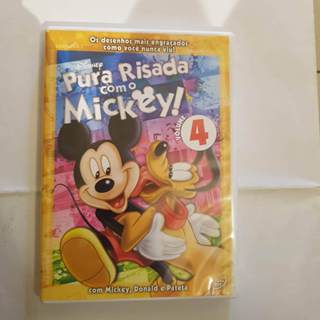 Os desenhos mais engraçados
como você nunca viu!
DISNEY
Pura Risada
com o
Mickey!
VOLUME
4
com Mickey, Donald e Pateta
DVD